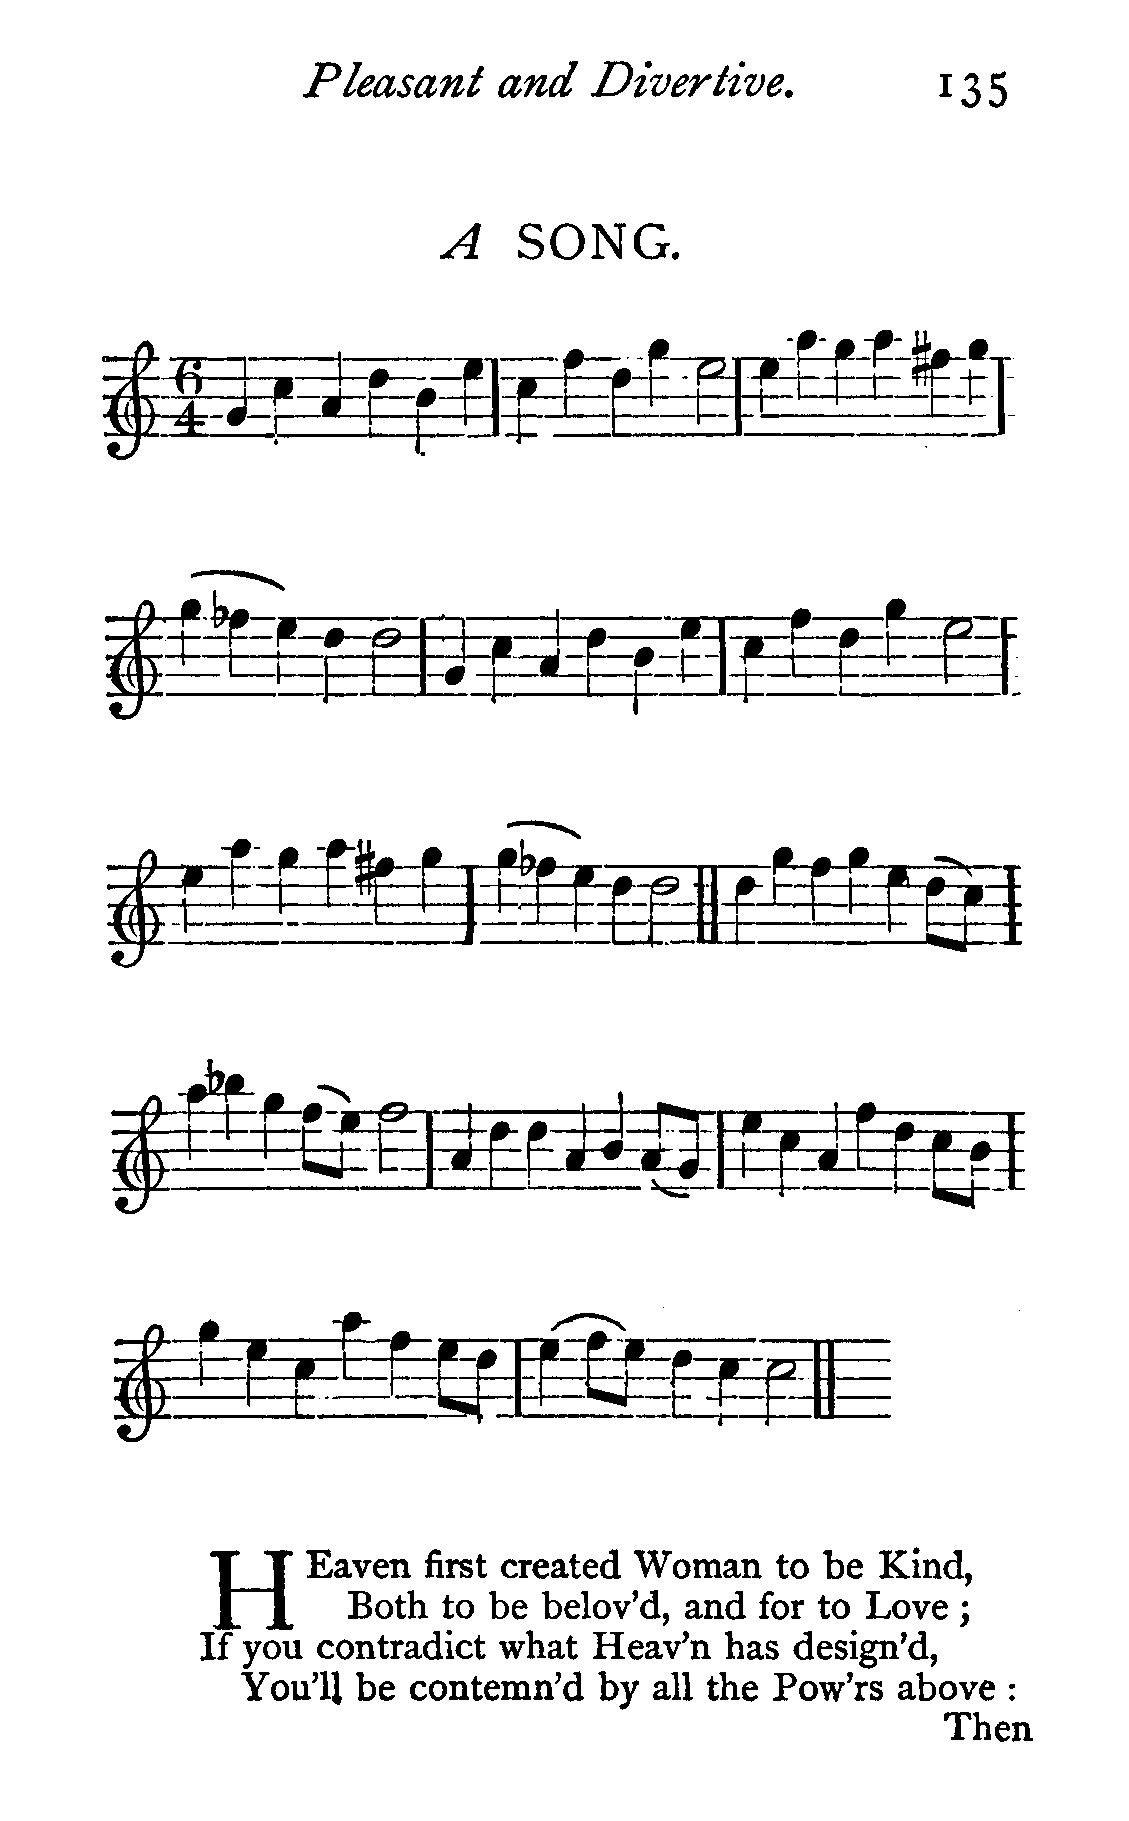 Pleasant and Divertive. 135
A SONG.
6
4
HEaven first created Woman to be Kind,
Both to be belov'd, and for to Love ;
If you contradict what Heav'n has design'd,
You'll be contemn'd by all the Pow'rs above :
Then